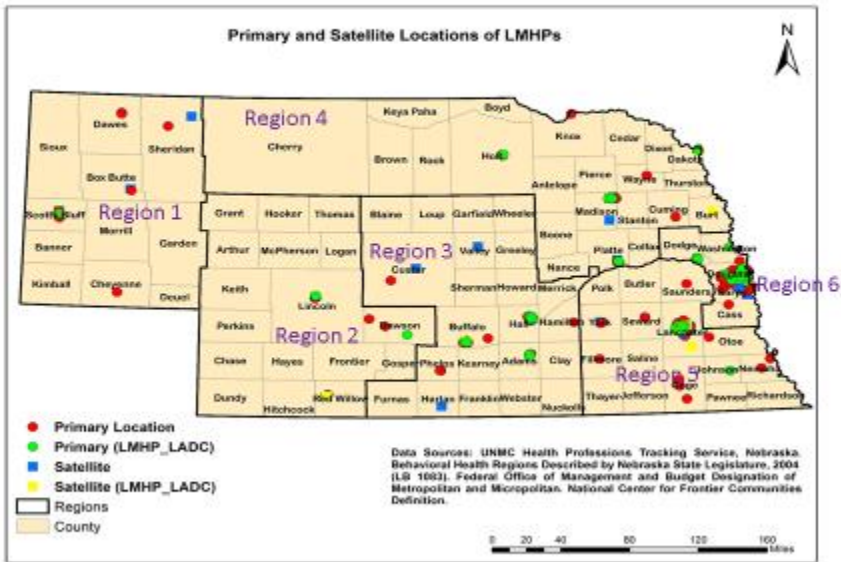 Primary and Satellite Locations of LMHPs
N
Region 4
Keya Paha Boyd
Dawes
Sioux Sheridan Cherry
Knox Cedar
Dixon
Dakota
Brown Rock Holt
Box Butte
Pierce Wayne Thurston
Antelope
Scotts Bluff
Region 1
Morrill
Garden
Banner
Grant Hooker Thomas Blaine Loup Garfield Wheeler
Madison Stanton Cuming Burt
Boone
Region 3
Arthur McPherson Logan
Custer Valley Greeley
Platte Colfax Dodge Washington
Nance
Kimball Cheyenne Deuel
Keith
Sherman Howard Merrick Polk Butler Saunders
Region 6
Lincoln
Cass
Perkins
Region 2
Dawson Buffalo Hall Hamilton York Seward Lancaster
Otoe
Chase Hayes Frontier Gosper Phelps Kearney Adams Clay Fillmore Saline
Region 5
Gage Johnson Nemaha
Dundy Hitchcock Red Willow Furnas Harlan Franklin Webster Nuckolls Thayer Jefferson Pawnee Richardson
Primary Location
Primary (LMHP_LADC)
Satellite
Satellite (LMHP_LADC)
Regions
County
Data Sources: UNMC Health Professions Tracking Service, Nebraska.
Behavioral Health Regions Described by Nebraska State Legislature, 2004
(LB 1083). Federal Office of Management and Budget Designation of
Metropolitan and Micropolitan. National Center for Frontier Communities
Definition.
0 20 40 80 120 160
Miles